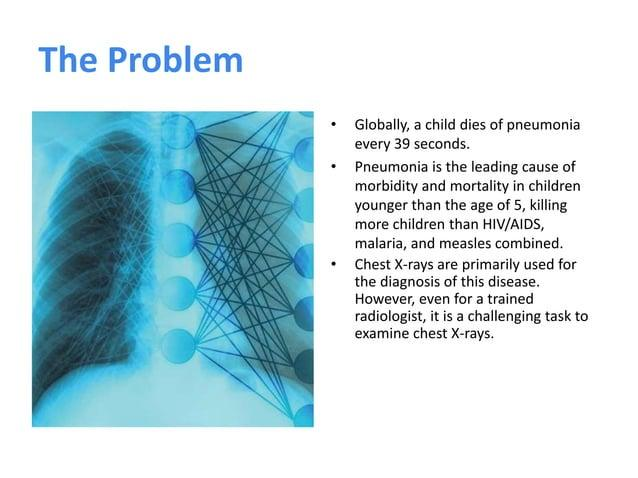 The Problem
• Globally, a child dies of pneumonia
every 39 seconds.
• Pneumonia is the leading cause of
morbidity and mortality in children
younger than the age of 5, killing
more children than HIV/AIDS,
malaria, and measles combined.
• Chest X-rays are primarily used for
the diagnosis of this disease.
However, even for a trained
radiologist, it is a challenging task to
examine chest X-rays.